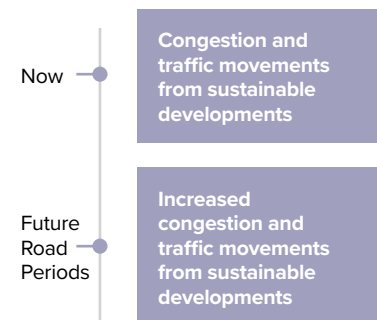 Now
Congestion and
traffic movements
from sustainable
developments
Future
Road
Periods
Increased
congestion and
traffic movements
from sustainable
developments